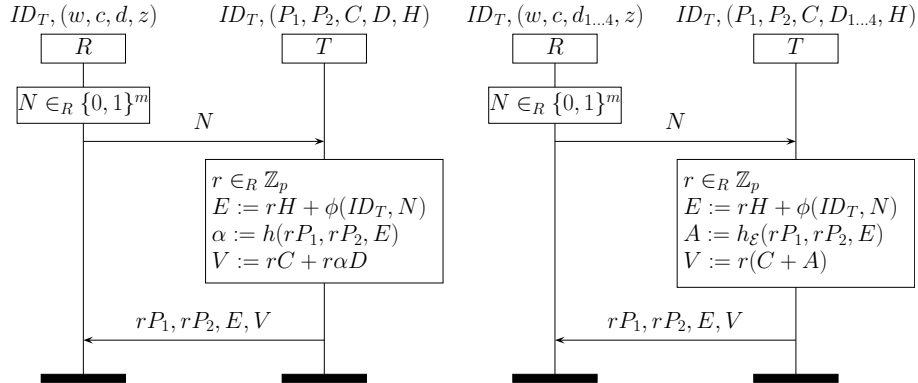 ID_T, (w, c, d, z)
ID_T, (P_1, P_2, C, D, H)
R
T
N ∈_R {0, 1}^m
N
r ∈_R ℤ_p
E := rH + ϕ(ID_T, N)
α := h(rP_1, rP_2, E)
V := rC + rαD
rP_1, rP_2, E, V
ID_T, (w, c, d_{1...4}, z)
ID_T, (P_1, P_2, C, D_{1...4}, H)
R
T
N ∈_R {0, 1}^m
N
r ∈_R ℤ_p
E := rH + ϕ(ID_T, N)
A := h_ℰ(rP_1, rP_2, E)
V := r(C + A)
rP_1, rP_2, E, V